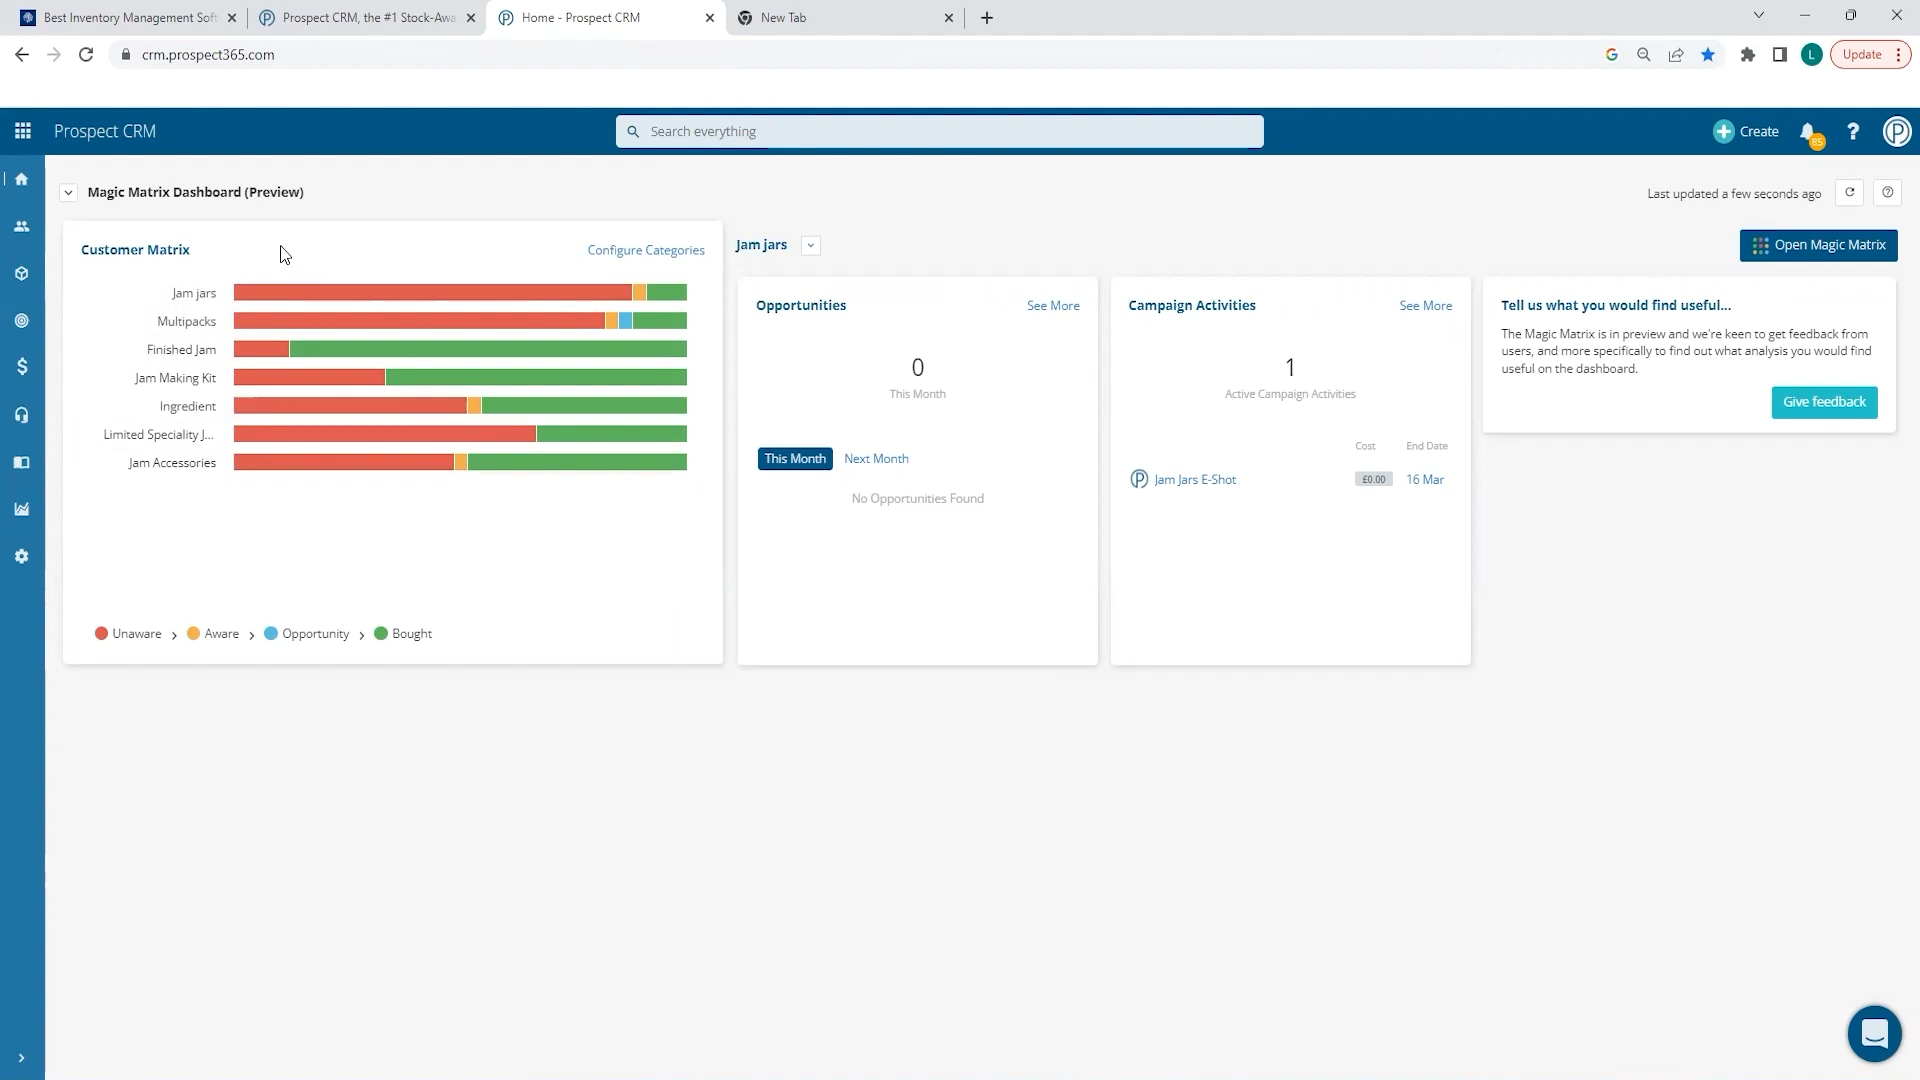 Best Inventory Management Sof
Prospect CRM, the #1 Stock-Awa
Home - Prospect CRM
New Tab
crm.prospect365.com
L
Update
Prospect CRM
Search everything
Create
85
?
Magic Matrix Dashboard (Preview)
Last updated a few seconds ago
Customer Matrix
Configure Categories
Jam jars
Open Magic Matrix
Jam jars
Multipacks
Finished Jam
Jam Making Kit
Ingredient
Limited Speciality J...
Jam Accessories
Unaware > Aware > Opportunity > Bought
Opportunities
See More
0
This Month
This Month
Next Month
No Opportunities Found
Campaign Activities
See More
1
Active Campaign Activities
Cost
End Date
Jam Jars E-Shot
£0.00
16 Mar
Tell us what you would find useful...
The Magic Matrix is in preview and we're keen to get feedback from
users, and more specifically to find out what analysis you would find
useful on the dashboard.
Give feedback